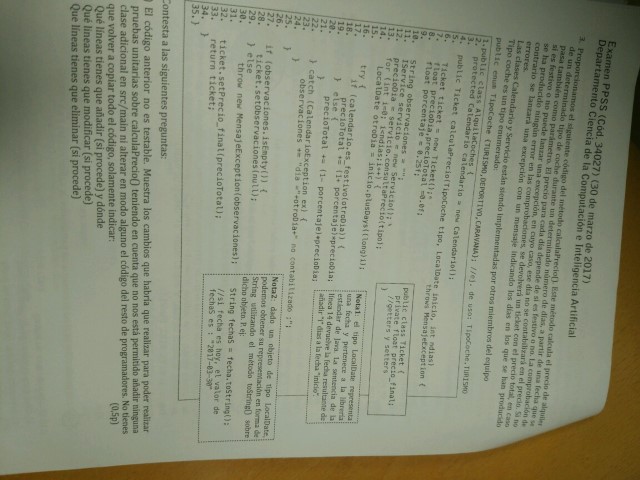 Examen PPSS (Cód. 34027) (30 de marzo de 2017)
Departamento Ciencia de la Computación e Inteligencia Artificial
3. Proporcionamos el siguiente código del método calculaPrecio(). Este método calcula el precio de alquiler
de un determinado tipo de coche durante un determinado número de días, a partir de una fecha que se
pasa también como parámetro. El precio para cada día depende de si es festivo o no. La comprobación de
si es festivo o no puede lanzar una excepción, en cuyo caso, ese día no se contabilizará en el precio. Si no
se ha producido ningún error en las comprobaciones, se devolverá un ticket con el precio total, en caso
contrario se lanzará una excepción con un mensaje indicando los días en los que se han producido
errores.
Las clases Calendario y Servicio están siendo implementadas por otros miembros del equipo
Tipo coche es un tipo enumerado:
public enum TipoCoche {TURISMO,DEPORTIVO,CARAVANA}; //ej. de uso: TipoCoche.TURISMO
1.public class AlquilaCoches {
2. protected Calendario calendario = new Calendario();
3.
4. public Ticket calculaPrecio(TipoCoche tipo, LocalDate inicio, int ndias)
5. throws MensajeException {
6. Ticket ticket = new Ticket();
7. float precioDia,precioTotal =0.0f;
8. float porcentaje = 0.25f;
9.
10. String observaciones = "";
11. IService servicio = new Servicio();
12. precioDia = servicio.consultaPrecio(tipo);
13. for (int i=0; i<ndias;i++) {
14. LocalDate otroDia = inicio.plusDays((long)i);
15.
16. try {
17. if (calendario.es_festivo(otroDia)) {
18. precioTotal += (1+ porcentaje)*precioDia;
19. } else {
20. precioTotal += (1- porcentaje)*precioDia;
21. }
22. } catch (CalendarioException ex) {
23. observaciones += "día ="+otroDia+" no contabilizado ;";
24. }
25. }
26.
27. if (observaciones.isEmpty()) {
28. ticket.setObservaciones(null);
29. } else
30. throw new MensajeException(observaciones);
31.
32. ticket.setPrecio_final(precioTotal);
33. return ticket;
34. }
35.}
public class Ticket {
private float precio_final;
//getters y setters
}
Nota1: el tipo LocalDate representa
una fecha y pertenece a la librería
estándar de Java. La sentencia de la
línea 14 devuelve la fecha resultante de
añadir "i" días a la fecha "inicio".
Nota2: dado un objeto de tipo LocalDate,
podemos obtener su representación en forma de
String utilizando el método toString() sobre
dicho objeto. P. ej:
String fechaS = fecha.toString();
//si fecha es hoy, el valor de
fechaS es : "2017-03-30"
Contesta a las siguientes preguntas:
) El código anterior no es testable. Muestra los cambios que habría que realizar para poder realizar
pruebas unitarias sobre calculaPrecio() teniendo en cuenta que no nos está permitido añadir ninguna
clase adicional en src/main ni alterar en modo alguno el código del resto de programadores. No tienes
que volver a copiar todo el código, solamente indicar: (0,5p)
Qué líneas tienes que añadir (si procede) y dónde
Qué líneas tienes que modificar (si procede)
Que líneas tienes que eliminar (si procede)